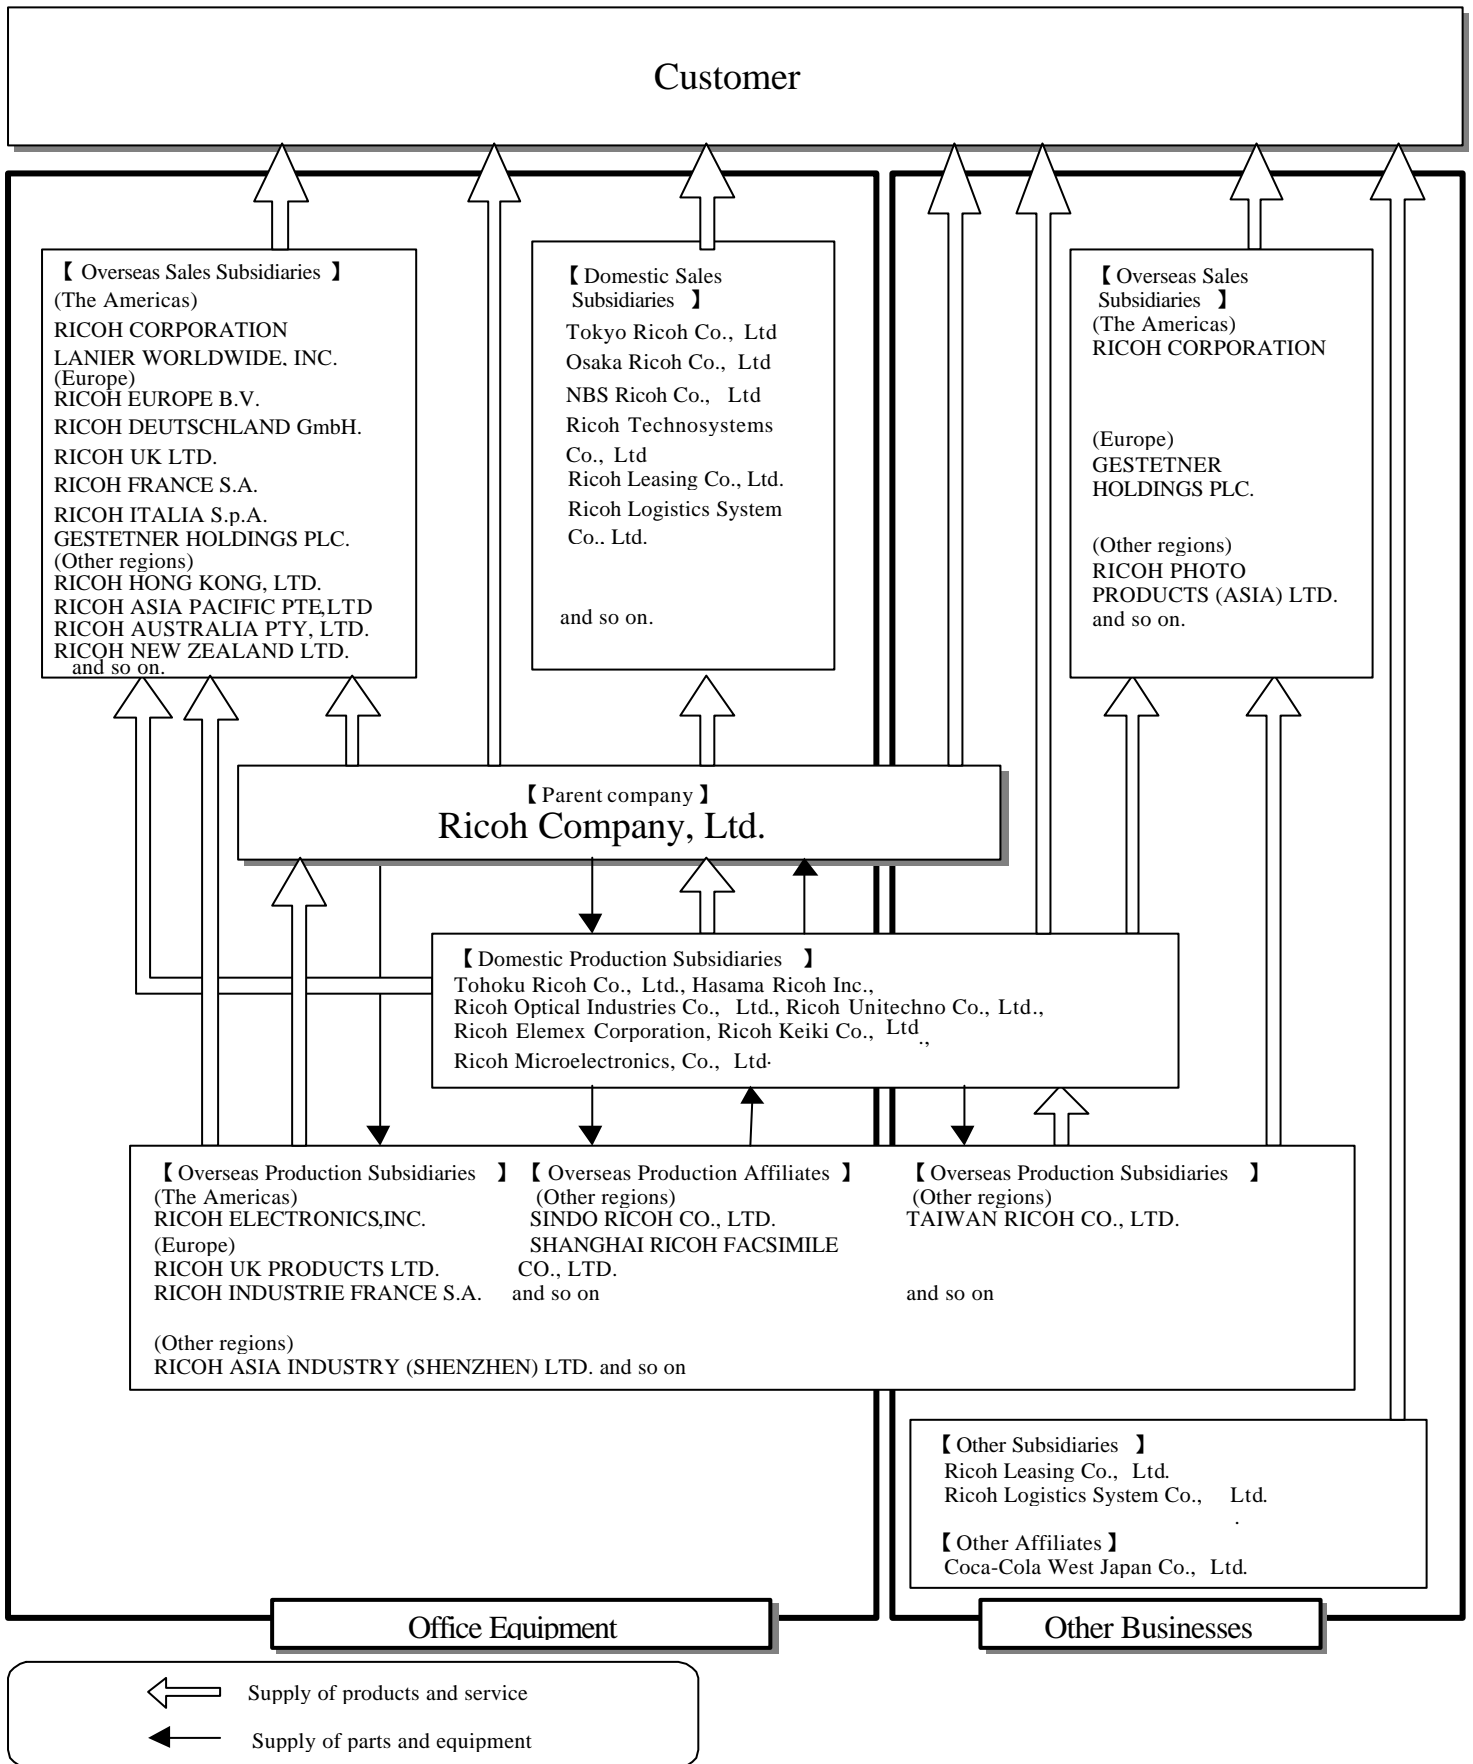 Customer
【 Overseas Sales Subsidiaries 】
(The Americas)
RICOH CORPORATION
LANIER WORLDWIDE, INC.
(Europe)
RICOH EUROPE B.V.
RICOH DEUTSCHLAND GmbH.
RICOH UK LTD.
RICOH FRANCE S.A.
RICOH ITALIA S.p.A.
GESTETNER HOLDINGS PLC.
(Other regions)
RICOH HONG KONG, LTD.
RICOH ASIA PACIFIC PTE,LTD
RICOH AUSTRALIA PTY, LTD.
RICOH NEW ZEALAND LTD.
and so on.
【 Domestic Sales
Subsidiaries 】
Tokyo Ricoh Co., Ltd
Osaka Ricoh Co., Ltd
NBS Ricoh Co., Ltd
Ricoh Technosystems
Co., Ltd
Ricoh Leasing Co., Ltd.
Ricoh Logistics System
Co.. Ltd.
and so on.
【 Overseas Sales
Subsidiaries 】
(The Americas)
RICOH CORPORATION
(Europe)
GESTETNER
HOLDINGS PLC.
(Other regions)
RICOH PHOTO
PRODUCTS (ASIA) LTD.
and so on.
【 Parent company 】
Ricoh Company, Ltd.
【 Domestic Production Subsidiaries 】
Tohoku Ricoh Co., Ltd., Hasama Ricoh Inc.,
Ricoh Optical Industries Co., Ltd., Ricoh Unitechno Co., Ltd.,
Ricoh Elemex Corporation, Ricoh Keiki Co., Ltd.,
Ricoh Microelectronics, Co., Ltd.
【 Overseas Production Subsidiaries 】
(The Americas)
RICOH ELECTRONICS,INC.
(Europe)
RICOH UK PRODUCTS LTD.
RICOH INDUSTRIE FRANCE S.A.
(Other regions)
RICOH ASIA INDUSTRY (SHENZHEN) LTD. and so on
【 Overseas Production Affiliates 】
(Other regions)
SINDO RICOH CO., LTD.
SHANGHAI RICOH FACSIMILE
CO., LTD.
and so on
【 Overseas Production Subsidiaries 】
(Other regions)
TAIWAN RICOH CO., LTD.
and so on
【 Other Subsidiaries 】
Ricoh Leasing Co., Ltd.
Ricoh Logistics System Co., Ltd.
.
【 Other Affiliates 】
Coca-Cola West Japan Co., Ltd.
Office Equipment
Other Businesses
Supply of products and service
Supply of parts and equipment